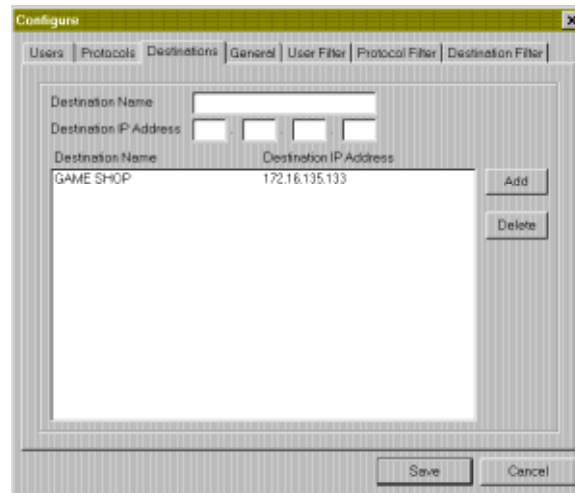 Configure
Users Protocols Destinations General User Filter Protocol Filter Destination Filter
Destination Name
Destination IP Address . . .
Destination Name Destination IP Address
GAME SHOP 172.16.135.133
Add
Delete
Save Cancel